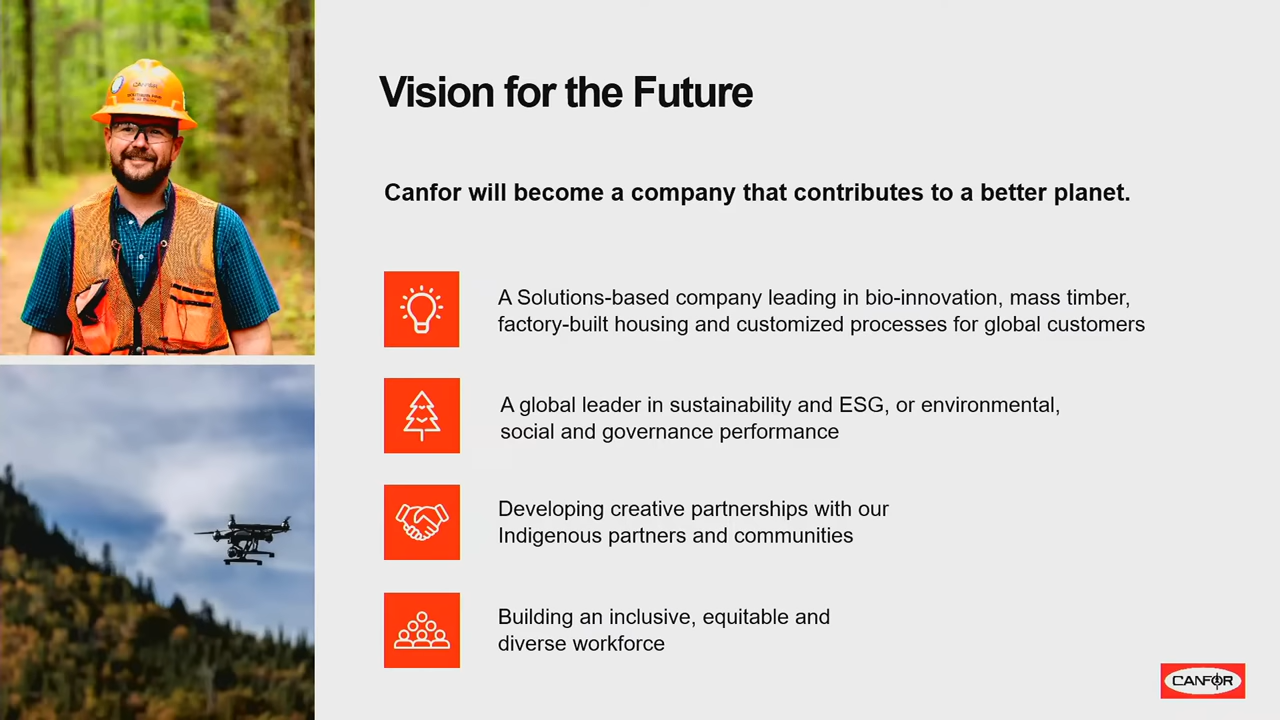 Vision for the Future
Canfor will become a company that contributes to a better planet.
A Solutions-based company leading in bio-innovation, mass timber,
factory-built housing and customized processes for global customers
A global leader in sustainability and ESG, or environmental,
social and governance performance
Developing creative partnerships with our
Indigenous partners and communities
Building an inclusive, equitable and
diverse workforce
CANFOR